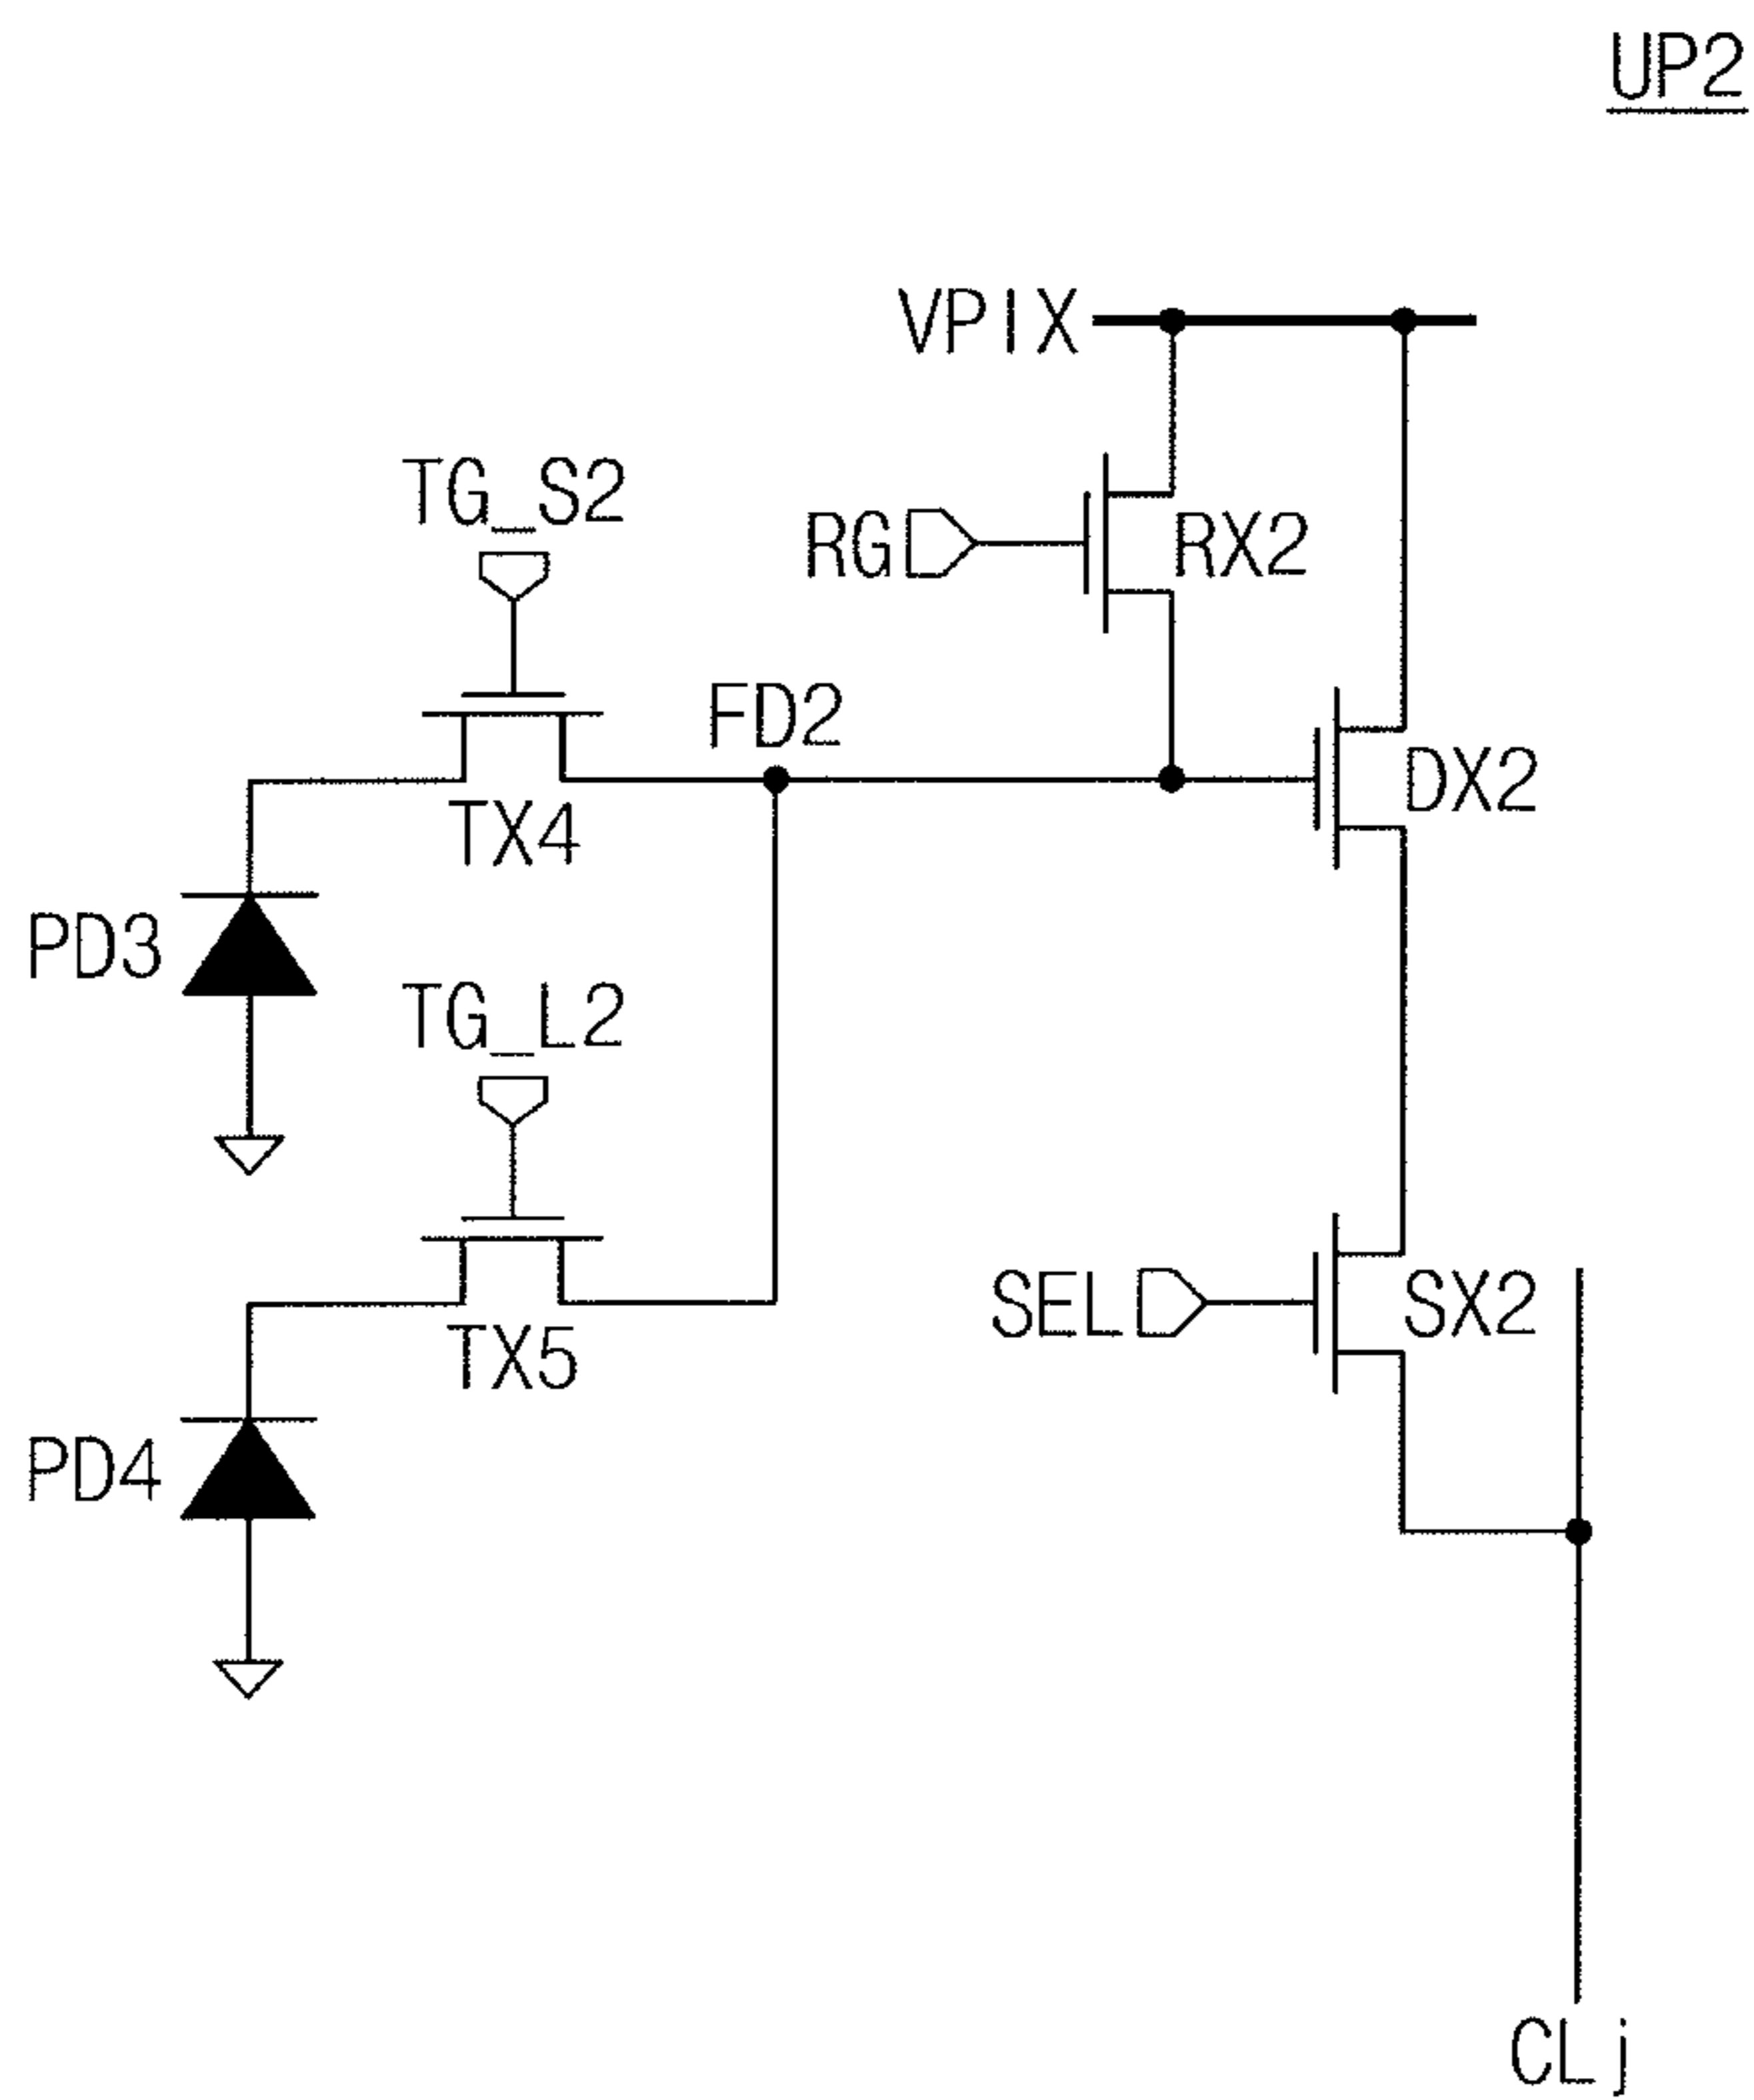 UP2
VPIX
TG_S2
RG
RX2
FD2
DX2
TX4
PD3
TG_L2
SEL
SX2
TX5
PD4
CLj